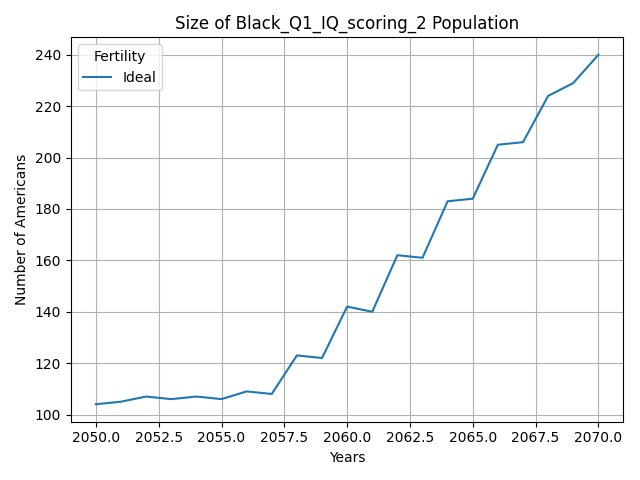 Size of Black_Q1_IQ_scoring_2 Population
Fertility
Ideal
Number of Americans
240
220
200
180
160
140
120
100
2050.0 2052.5 2055.0 2057.5 2060.0 2062.5 2065.0 2067.5 2070.0
Years